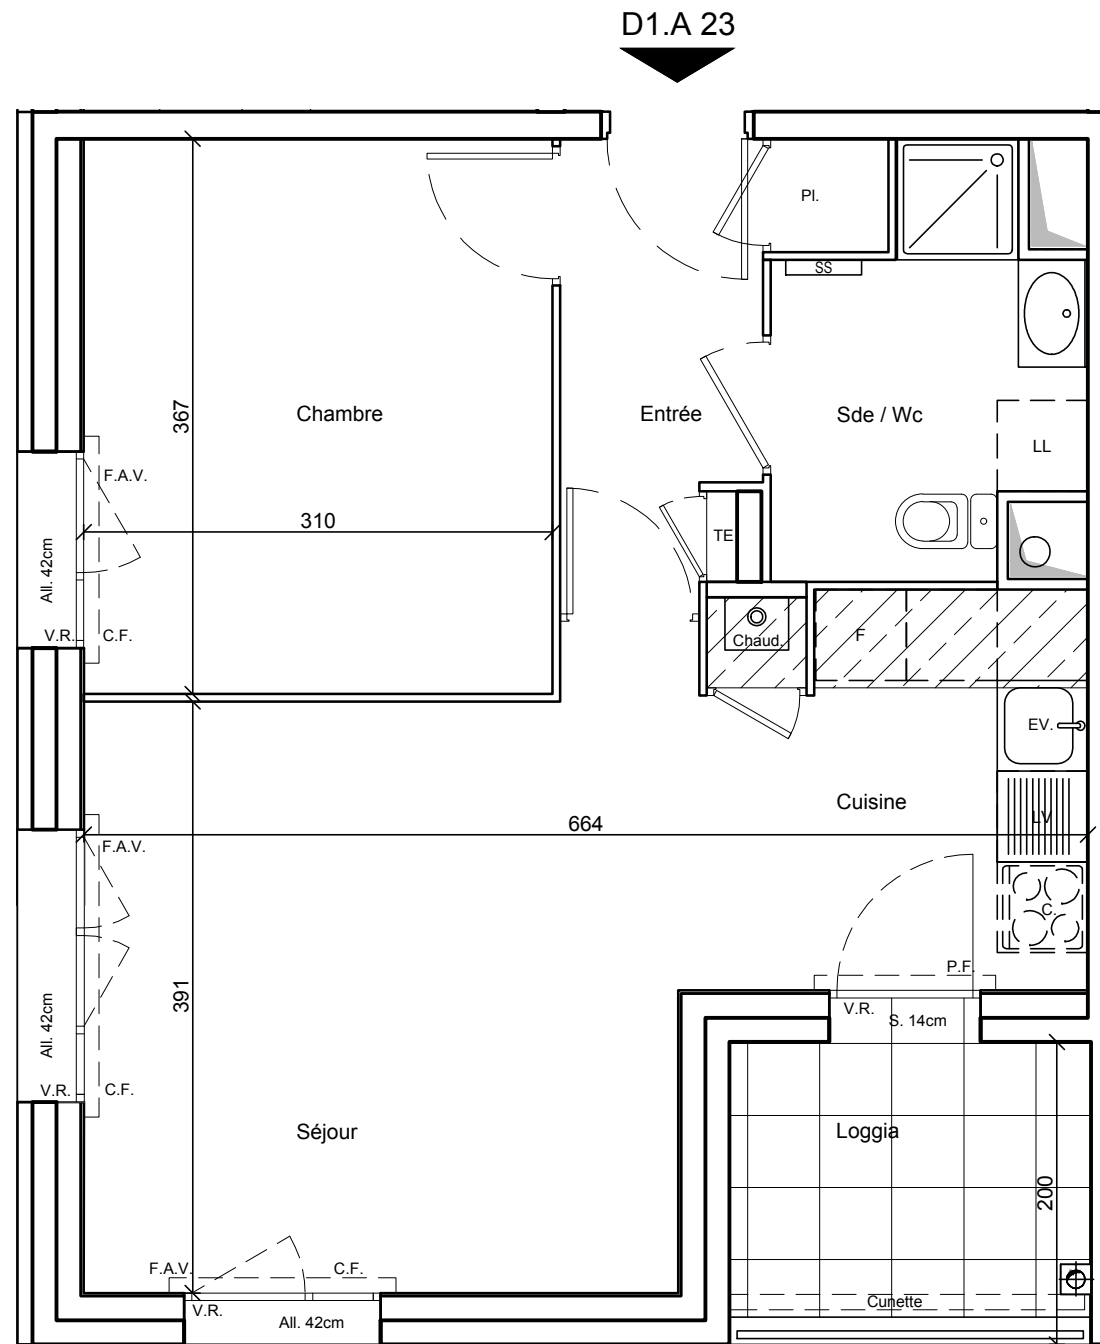 D1.A 23
Pl.
SS
367
Chambre
Entrée
Sde / Wc
LL
F.A.V.
310
TE
All. 42cm
V.R.
C.F.
Chaud.
F
EV.
Cuisine
LV
664
F.A.V.
C.
P.F.
391
V.R.
S. 14cm
All. 42cm
V.R.
C.F.
Séjour
Loggia
200
F.A.V.
C.F.
V.R.
All. 42cm
Cunette